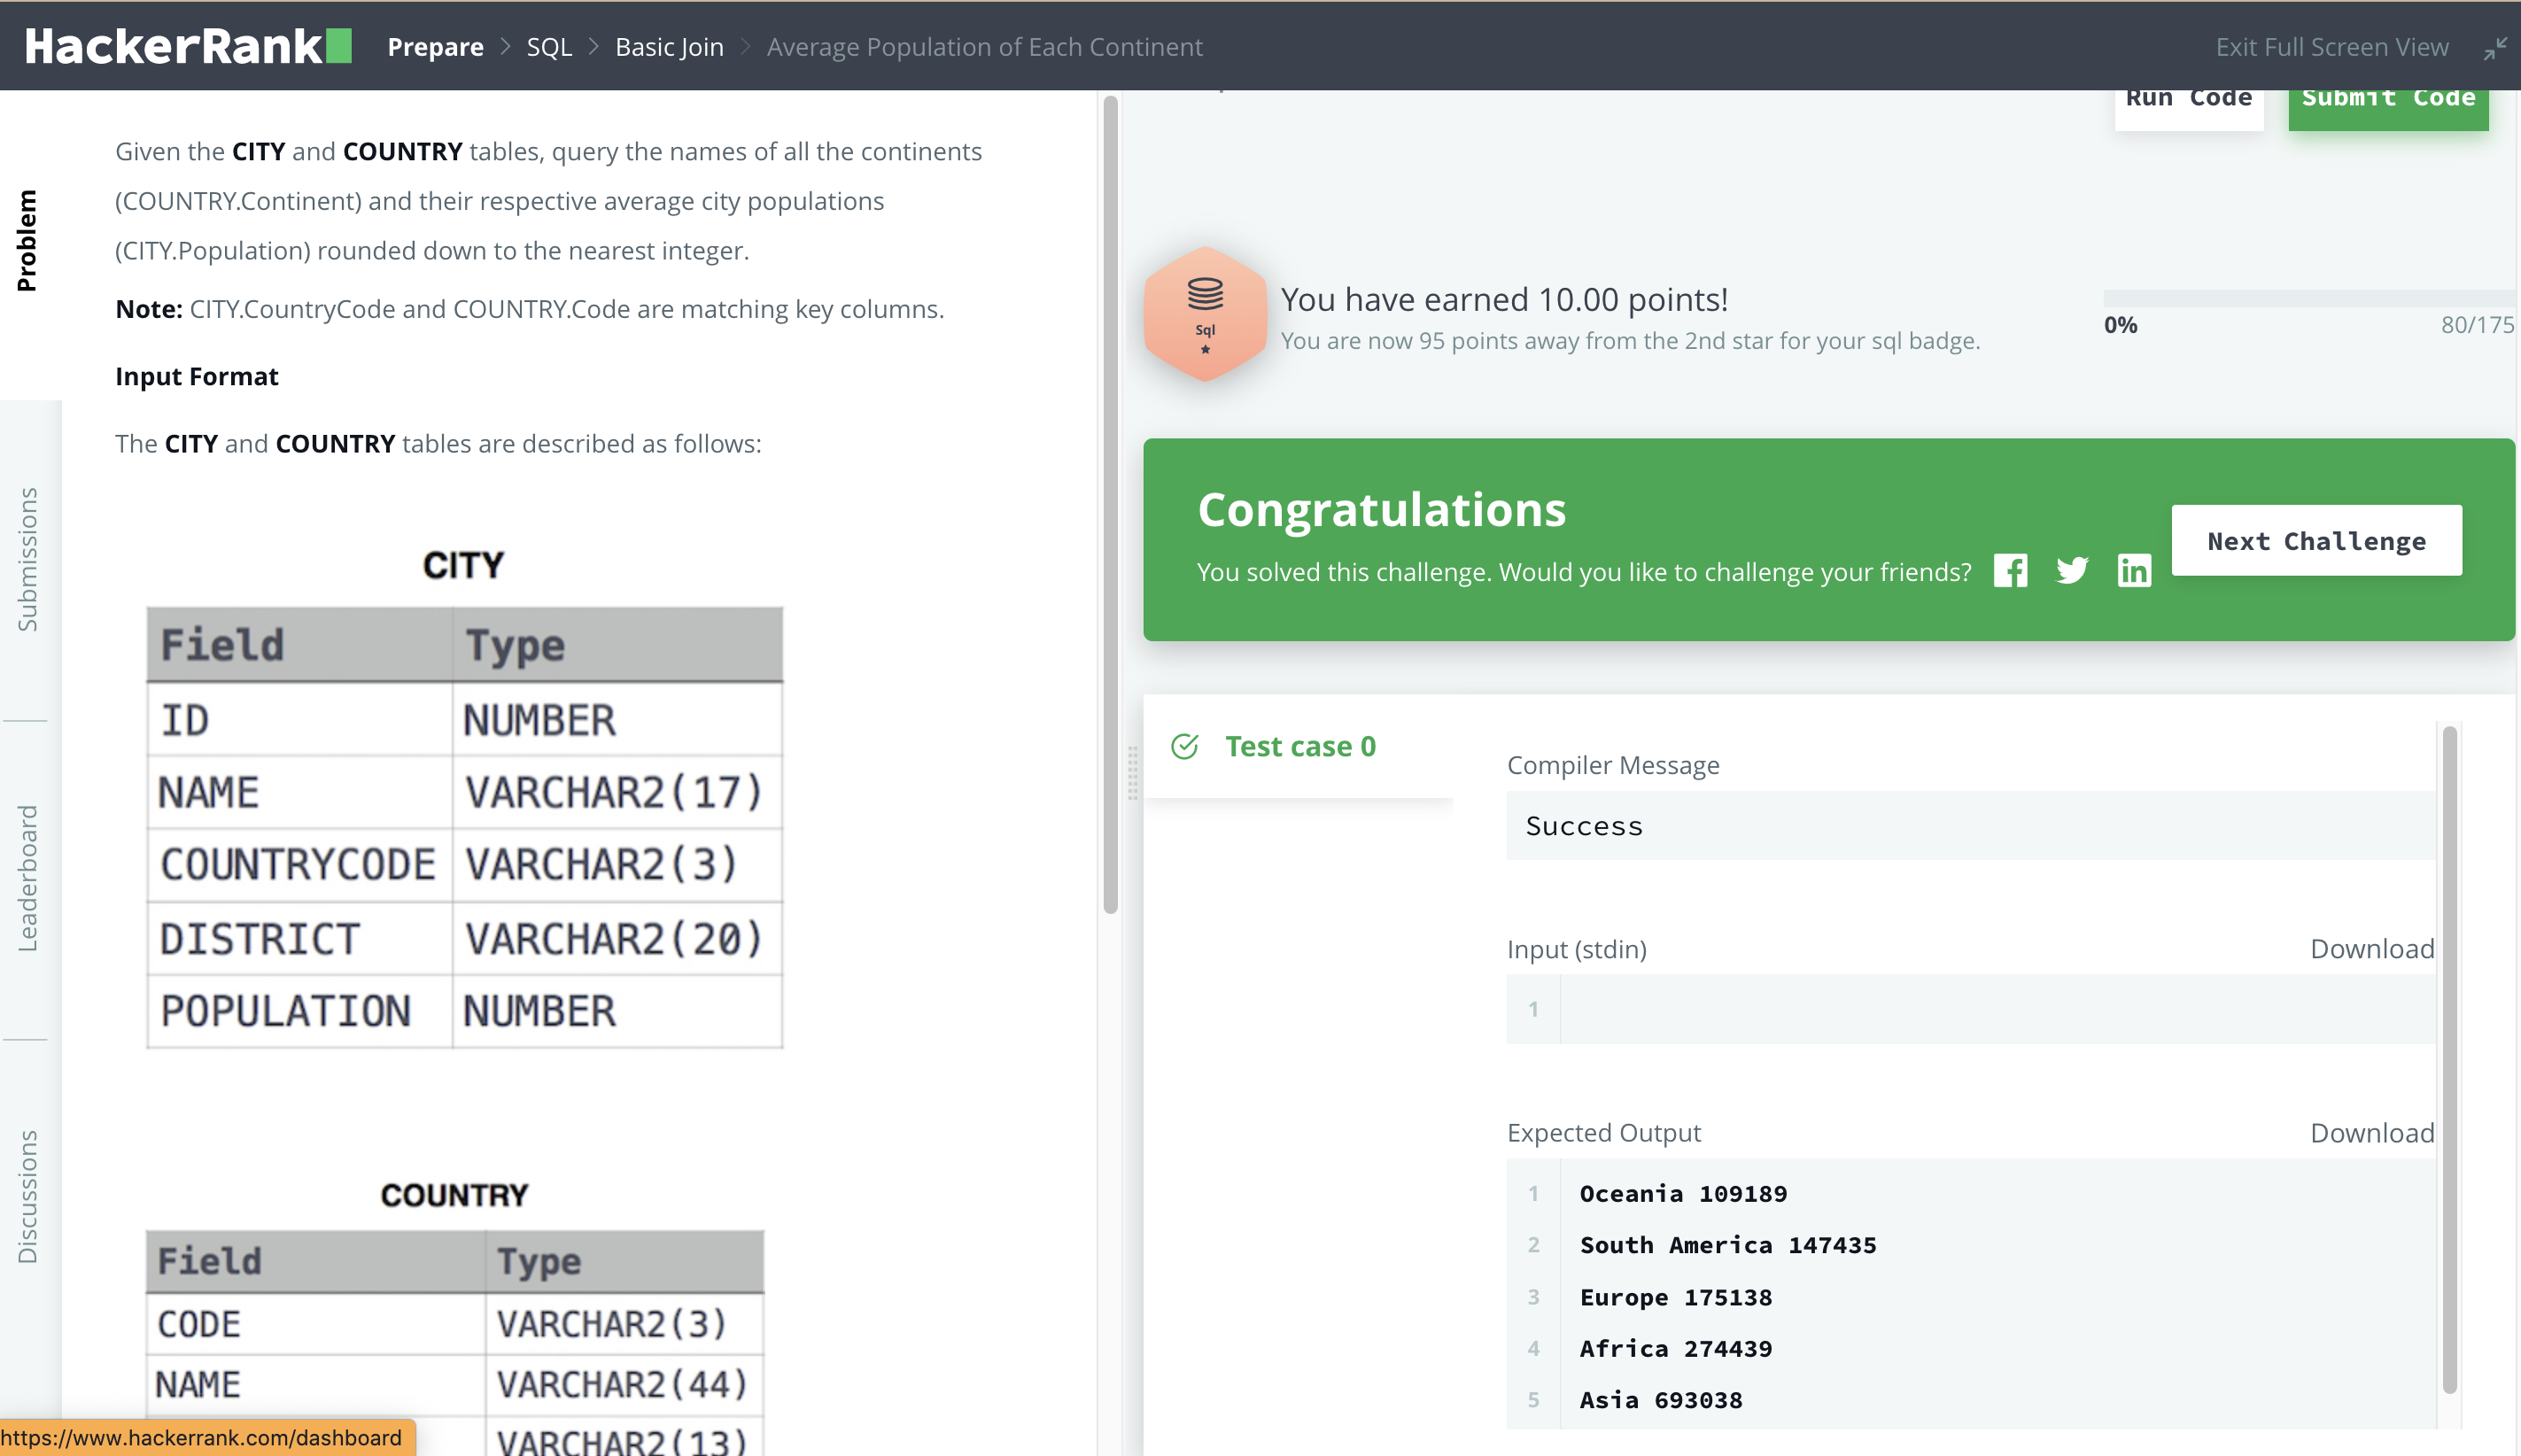 HackerRank
Prepare > SQL > Basic Join > Average Population of Each Continent
Exit Full Screen View
Problem
Submissions
Leaderboard
Discussions
Given the CITY and COUNTRY tables, query the names of all the continents
(COUNTRY.Continent) and their respective average city populations
(CITY.Population) rounded down to the nearest integer.
Note: CITY.CountryCode and COUNTRY.Code are matching key columns.
Input Format
The CITY and COUNTRY tables are described as follows:
CITY
Field Type
ID NUMBER
NAME VARCHAR2(17)
COUNTRYCODE VARCHAR2(3)
DISTRICT VARCHAR2(20)
POPULATION NUMBER
COUNTRY
Field Type
CODE VARCHAR2(3)
NAME VARCHAR2(44)
VARCHAR2(13)
https://www.hackerrank.com/dashboard
Run Code
Submit Code
Sql
You have earned 10.00 points!
You are now 95 points away from the 2nd star for your sql badge.
0% 80/175
Congratulations
You solved this challenge. Would you like to challenge your friends?
Next Challenge
Test case 0
Compiler Message
Success
Input (stdin) Download
1
Expected Output Download
1 Oceania 109189
2 South America 147435
3 Europe 175138
4 Africa 274439
5 Asia 693038